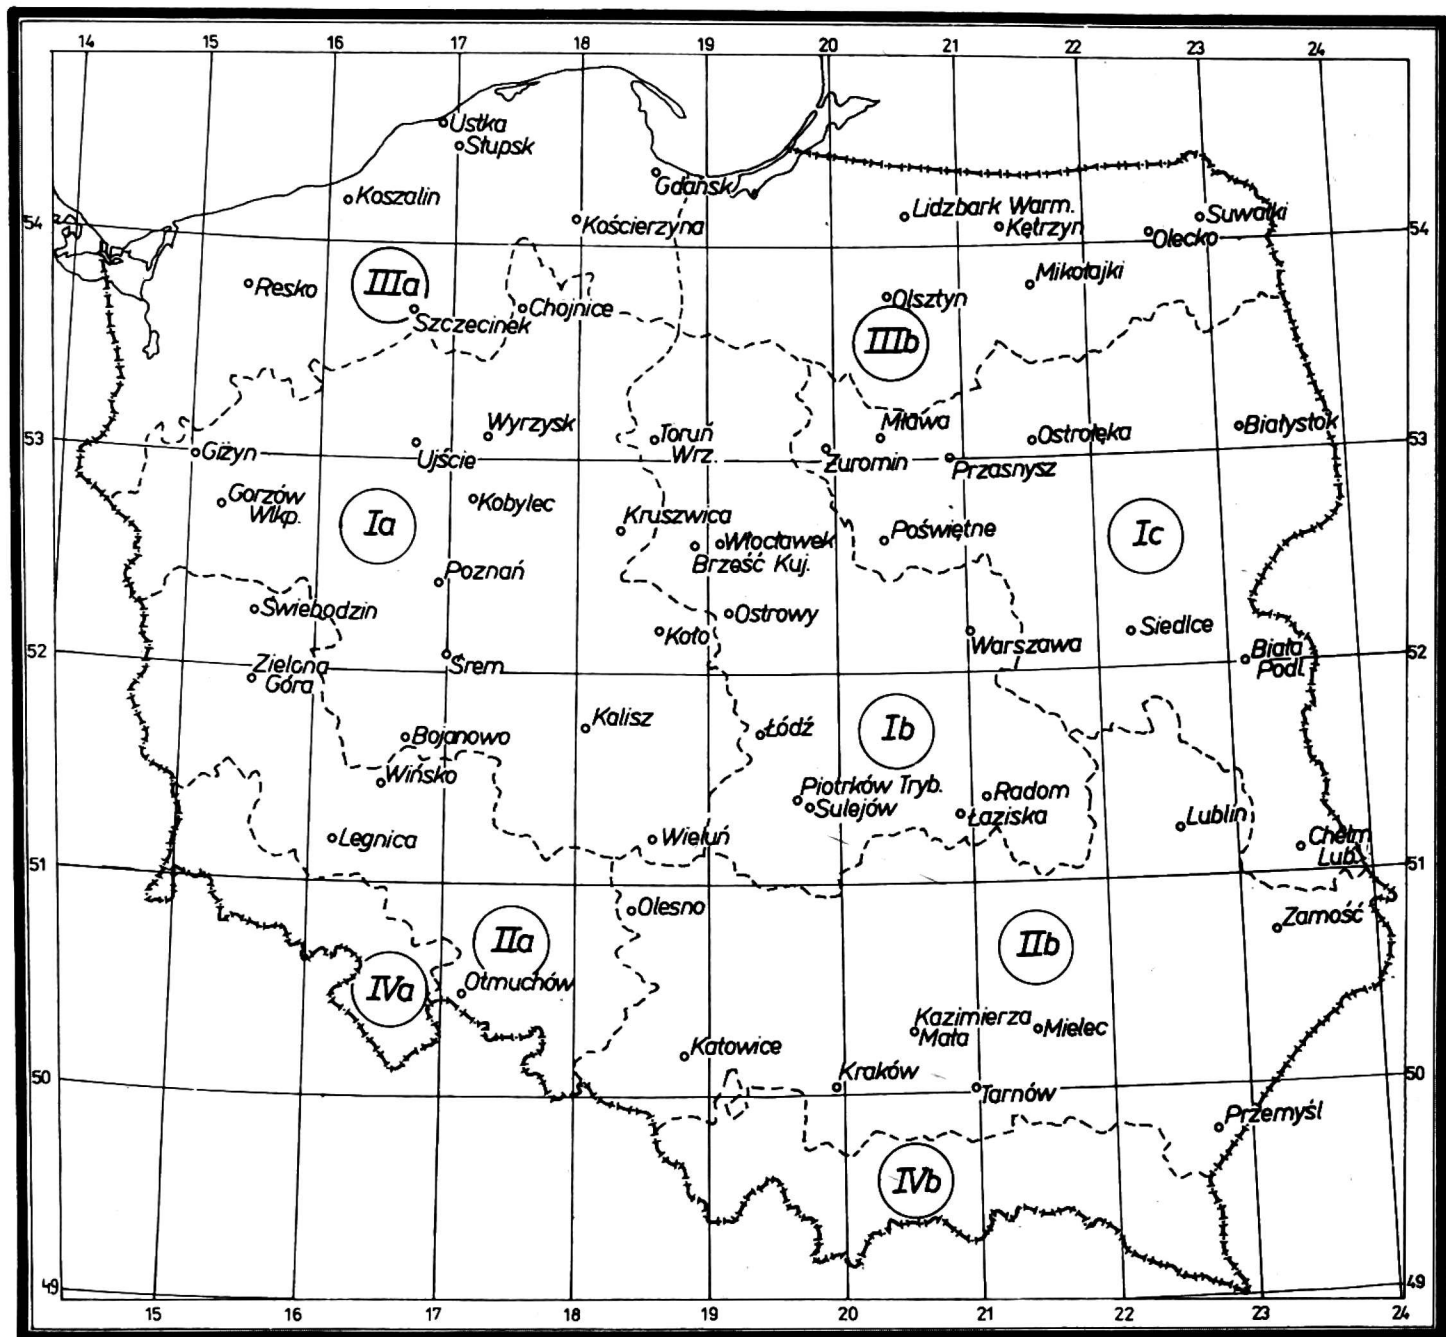 14 15 16 17 18 19 20 21 22 23 24
Ustka
Słupsk
Gdańsk
Koszalin
Kościerzyna
Lidzbark Warm.
Kętrzyn
Suwałki
Olecko
54
54
Resko
IIIa
Szczecinek
Chojnice
Mikołajki
Olsztyn
IIIb
Wyrzysk
Toruń
Wrz.
Mława
Ostrołęka
Białystok
53
53
Giżyn
Ujście
Żuromin
Przasnysz
Gorzów
Wlkp.
Ia
Kobylec
Kruszwica
Włocławek
Brześć Kuj.
Poświętne
Ic
Poznań
Świebodzin
Ostrowy
Koło
Warszawa
Siedlce
52
52
Zielona
Góra
Śrem
Biała
Podl.
Bojanowo
Kalisz
Łódź
Ib
Wińsko
Piotrków Tryb.
Sulejów
Radom
Łaziska
Lublin
Legnica
Wieluń
Chełm
Lub.
51
51
Olesno
Zamość
IIa
IIb
IVa
Otmuchów
Kazimierza
Mała
Mielec
Katowice
Kraków
Tarnów
50
50
Przemyśl
IVb
49
49
15 16 17 18 19 20 21 22 23 24